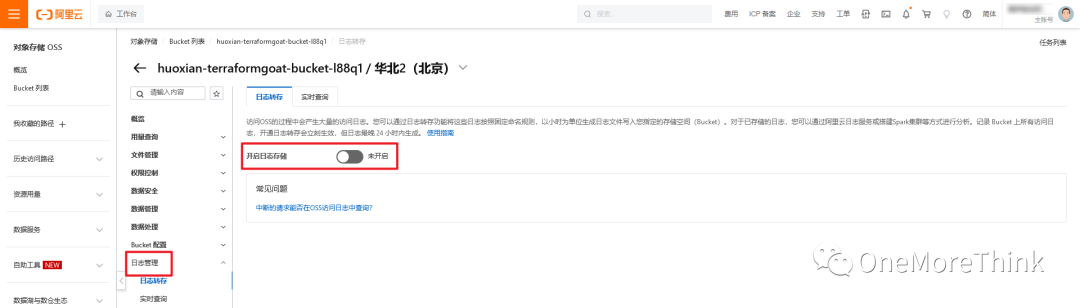 阿里云
工作台
搜索...
费用 ICP 备案 企业 支持 工单 简体
主账号
对象存储 OSS
概览
Bucket 列表
我收藏的路径
历史访问路径
资源用量
数据服务
自助工具 NEW
数据湖与数仓生态
对象存储 / Bucket 列表 / huoxian-terraformgoat-bucket-l88q1 / 日志转存
任务列表
huoxian-terraformgoat-bucket-l88q1 / 华北2（北京）
请输入内容
概览
用量查询
文件管理
权限控制
数据安全
数据管理
数据处理
Bucket 配置
日志管理
日志转存
实时查询
日志转存 实时查询
访问OSS的过程中会产生大量的访问日志。您可以通过日志转存功能将这些日志按照固定命名规则，以小时为单位生成日志文件写入您指定的存储空间（Bucket）。对于已存储的日志，您可以通过阿里云日志服务或搭建Spark集群等方式进行分析。记录 Bucket 上所有访问日
志，开通日志转存会立刻生效，但日志最晚 24 小时内生成。 使用指南
开启日志存储 未开启
常见问题
中断的请求能否在OSS访问日志中查询?
OneMoreThink